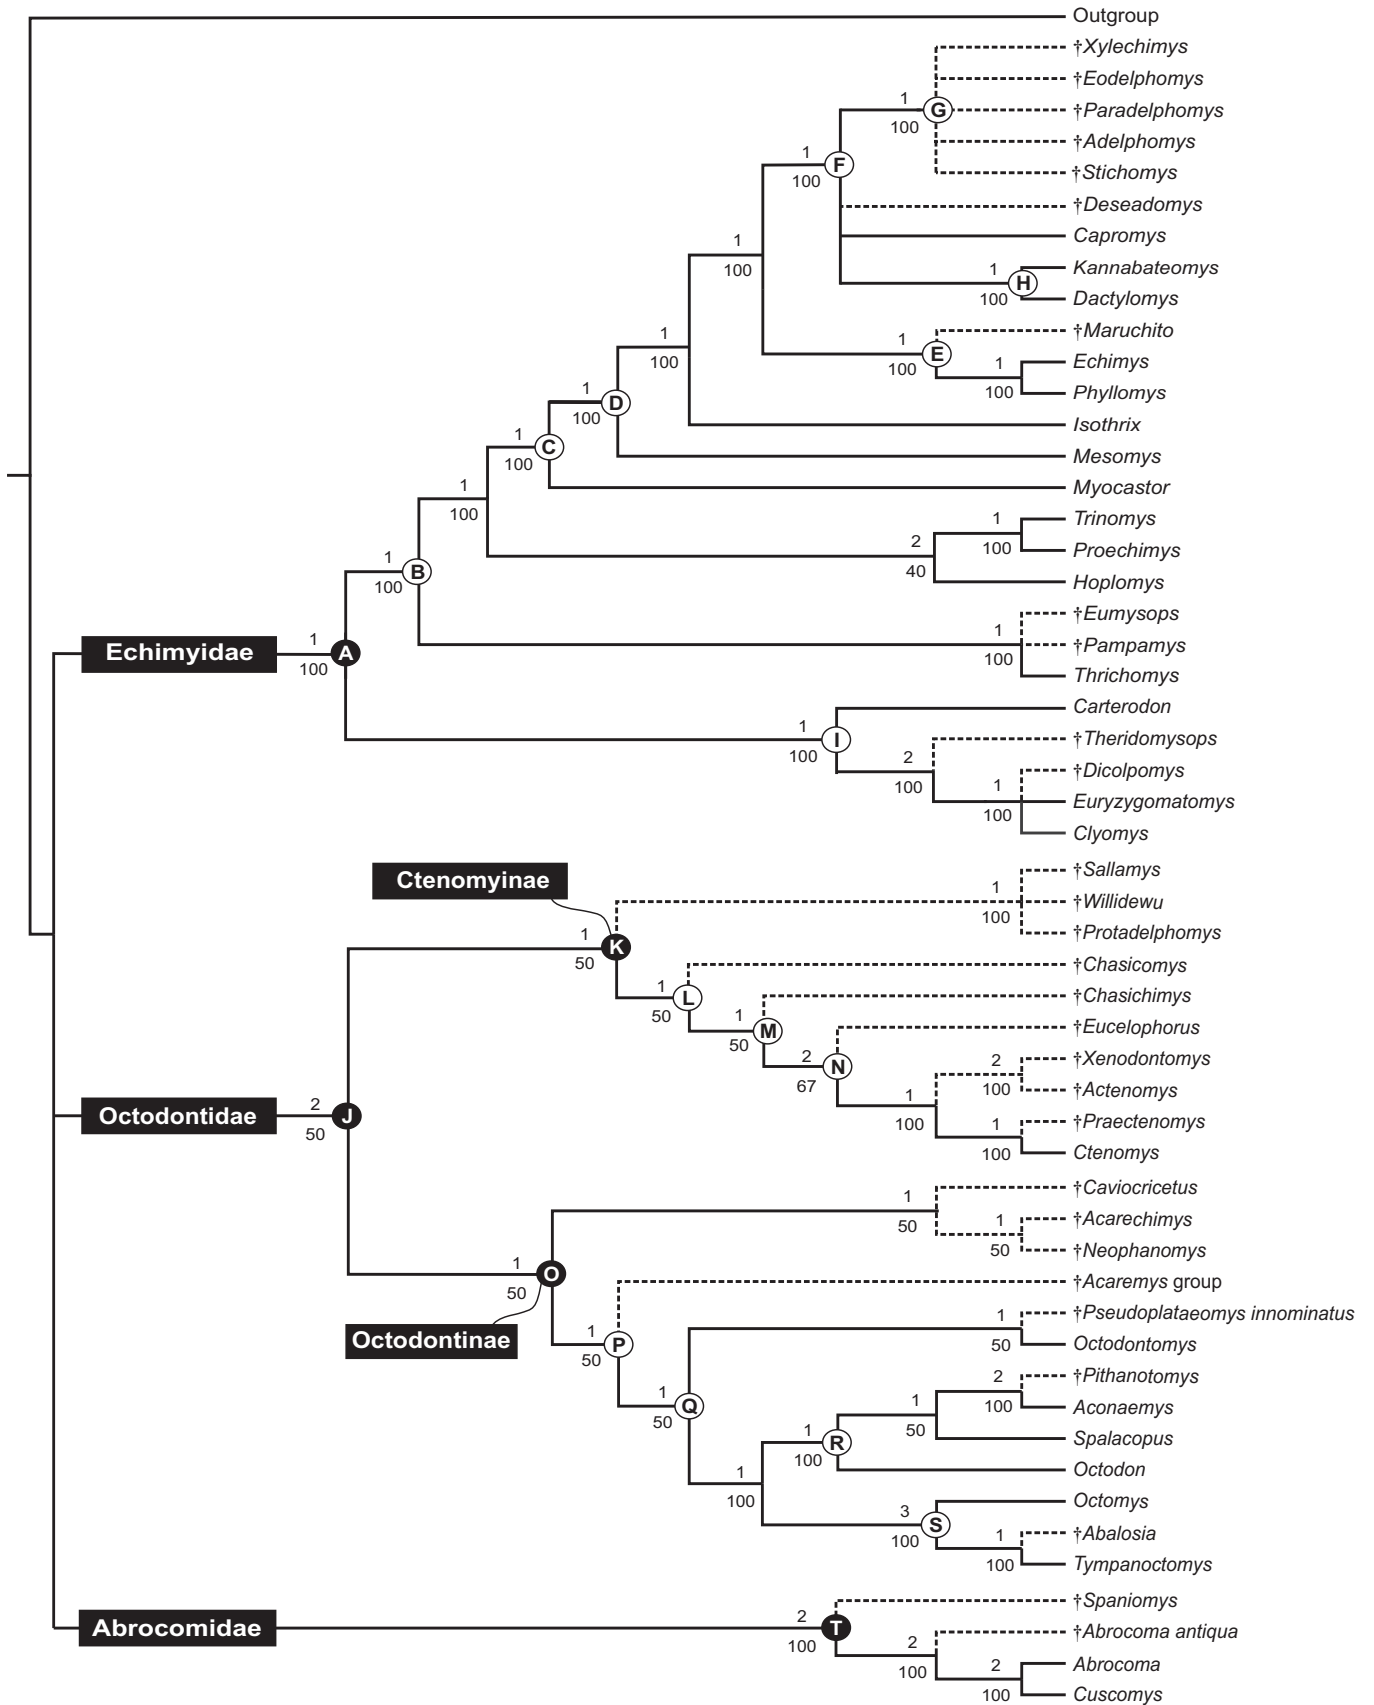 Outgroup
†Xylechimys
†Eodelphomys
1
G
†Paradelphomys
100
†Adelphomys
1
F
†Stichomys
100
†Deseadomys
1
Capromys
100
1
Kannabateomys
H
100
Dactylomys
1
†Maruchito
1
E
100
100
1
Echimys
1
D
100
Phyllomys
100
1
C
Isothrix
100
Mesomys
1
Myocastor
100
1
Trinomys
2
100
Proechimys
1
B
40
Hoplomys
100
†Eumysops
1
Echimyidae
A
1
†Pampamys
100
100
Thrichomys
Carterodon
1
I
†Theridomysops
100
2
†Dicolpomys
100
1
Euryzygomatomys
100
Clyomys
Ctenomyinae
†Sallamys
1
†Willidewu
100
†Protadelphomys
1
K
50
†Chasicomys
1
L
†Chasichimys
50
1
M
†Eucelophorus
50
2
N
2
†Xenodontomys
67
100
†Actenomys
1
1
†Praectenomys
100
100
Ctenomys
Octodontidae
2
J
50
1
†Caviocricetus
50
1
†Acarechimys
50
†Neophanomys
1
O
50
†Acaremys group
Octodontinae
1
P
50
1
†Pseudoplataeomys innominatus
50
Octodontomys
1
Q
50
2
†Pithanotomys
1
100
Aconaemys
50
Spalacopus
1
R
100
Octodon
1
100
3
S
Octomys
100
1
†Abalosia
100
Tympanoctomys
†Spaniomys
Abrocomidae
2
T
100
2
†Abrocoma antiqua
100
2
Abrocoma
100
Cuscomys